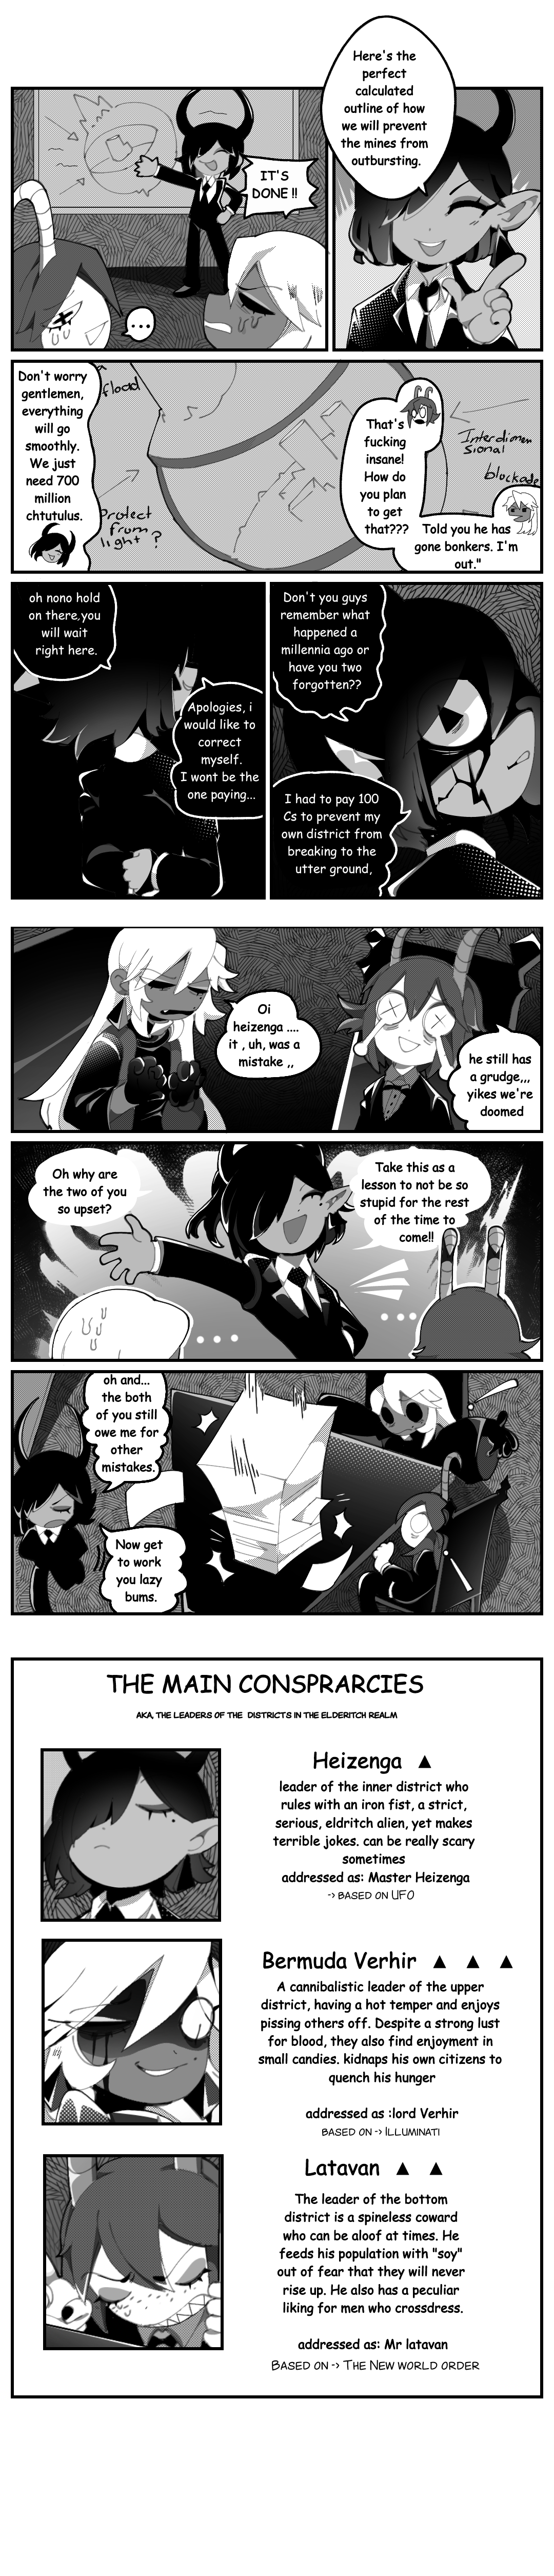 Here's the
perfect
calculated
outline of how
we will prevent
the mines from
outbursting.
IT'S
DONE !!
...
Don't worry
gentlemen,
everything
will go
smoothly.
We just
need 700
million
chtutulus.
fload
Protect
from
light ?
That's
fucking
insane!
How do
you plan
to get
that???
Interdimen
sional
blockade
Told you he has
gone bonkers. I'm
out."
oh nono hold
on there,you
will wait
right here.
Apologies, i
would like to
correct
myself.
I wont be the
one paying...
Don't you guys
remember what
happened a
millennia ago or
have you two
forgotten??
I had to pay 100
Cs to prevent my
own district from
breaking to the
utter ground,
Oi
heizenga ....
it , uh, was a
mistake ,,
he still has
a grudge,,,
yikes we're
doomed
Oh why are
the two of you
so upset?
Take this as a
lesson to not be so
stupid for the rest
of the time to
come!!
...
...
oh and...
the both
of you still
owe me for
other
mistakes.
!
Now get
to work
you lazy
bums.
!
THE MAIN CONSPRARCIES
AKA, THE LEADERS OF THE DISTRICTS IN THE ELDERITCH REALM
Heizenga ▲
leader of the inner district who
rules with an iron fist, a strict,
serious, eldritch alien, yet makes
terrible jokes. can be really scary
sometimes
addressed as: Master Heizenga
-> BASED ON UFO
Bermuda Verhir ▲ ▲ ▲
A cannibalistic leader of the upper
district, having a hot temper and enjoys
pissing others off. Despite a strong lust
for blood, they also find enjoyment in
small candies. kidnaps his own citizens to
quench his hunger
addressed as :lord Verhir
BASED ON -> ILLUMINATI
Latavan ▲ ▲
The leader of the bottom
district is a spineless coward
who can be aloof at times. He
feeds his population with "soy"
out of fear that they will never
rise up. He also has a peculiar
liking for men who crossdress.
addressed as: Mr latavan
BASED ON -> THE NEW WORLD ORDER